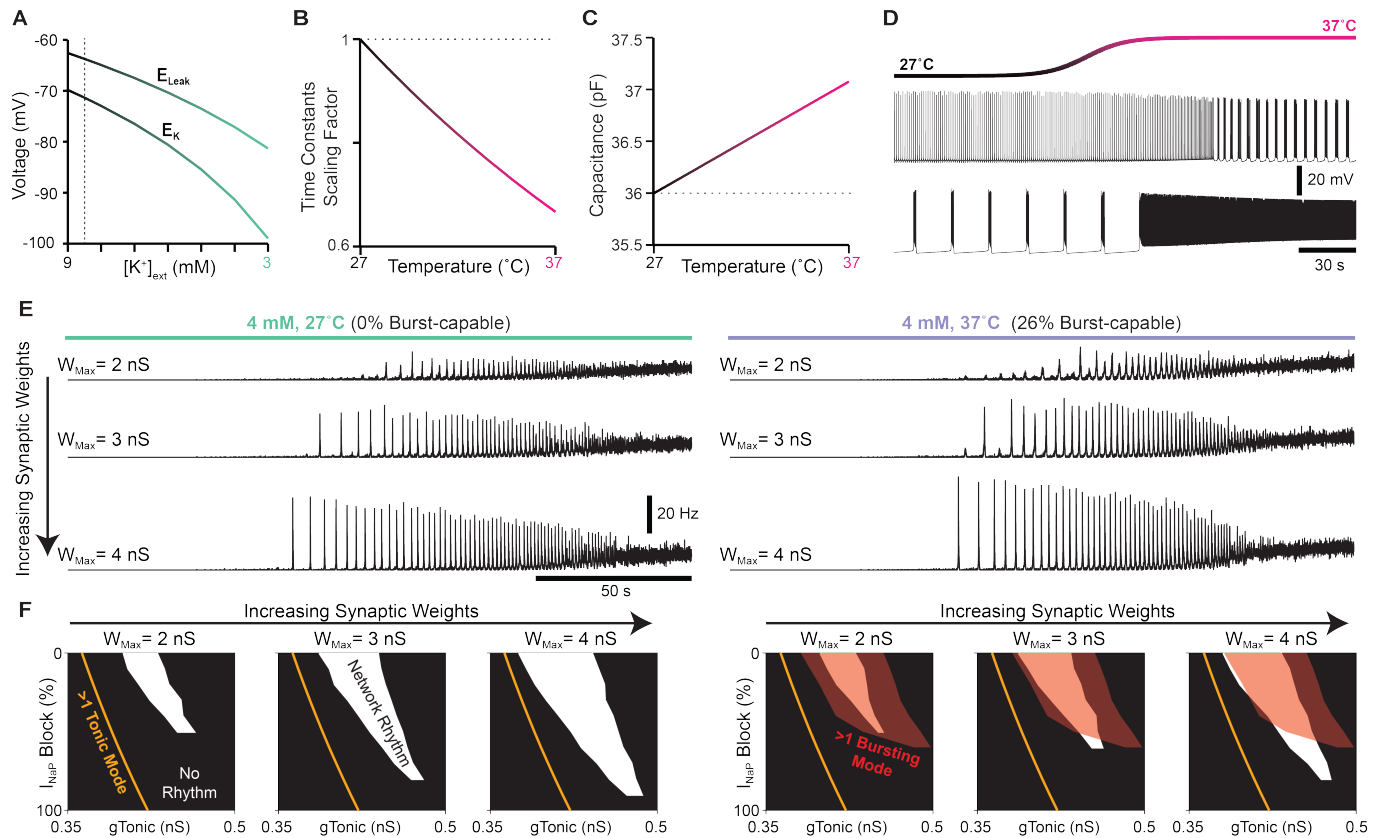 A
-60
-70
-80
-90
-100
Voltage (mV)
E_Leak
E_K
9
[K⁺]_ext (mM)
3
B
1
0.6
Time Constants
Scaling Factor
27
Temperature (˚C)
37
C
37.5
37
36.5
36
35.5
Capacitance (pF)
27
Temperature (˚C)
37
D
37˚C
27˚C
20 mV
30 s
E
4 mM, 27˚C (0% Burst-capable)
4 mM, 37˚C (26% Burst-capable)
Increasing Synaptic Weights
W_Max= 2 nS
W_Max= 3 nS
W_Max= 4 nS
20 Hz
50 s
W_Max= 2 nS
W_Max= 3 nS
W_Max= 4 nS
F
Increasing Synaptic Weights
W_Max= 2 nS
W_Max= 3 nS
W_Max= 4 nS
0
I_NaP Block (%)
100
>1 Tonic Mode
No
Rhythm
Network Rhythm
0.35
gTonic (nS)
0.5
0.35
gTonic (nS)
0.5
0.35
gTonic (nS)
0.5
Increasing Synaptic Weights
W_Max= 2 nS
W_Max= 3 nS
W_Max= 4 nS
0
I_NaP Block (%)
100
>1 Bursting
Mode
0.35
gTonic (nS)
0.5
0.35
gTonic (nS)
0.5
0.35
gTonic (nS)
0.5